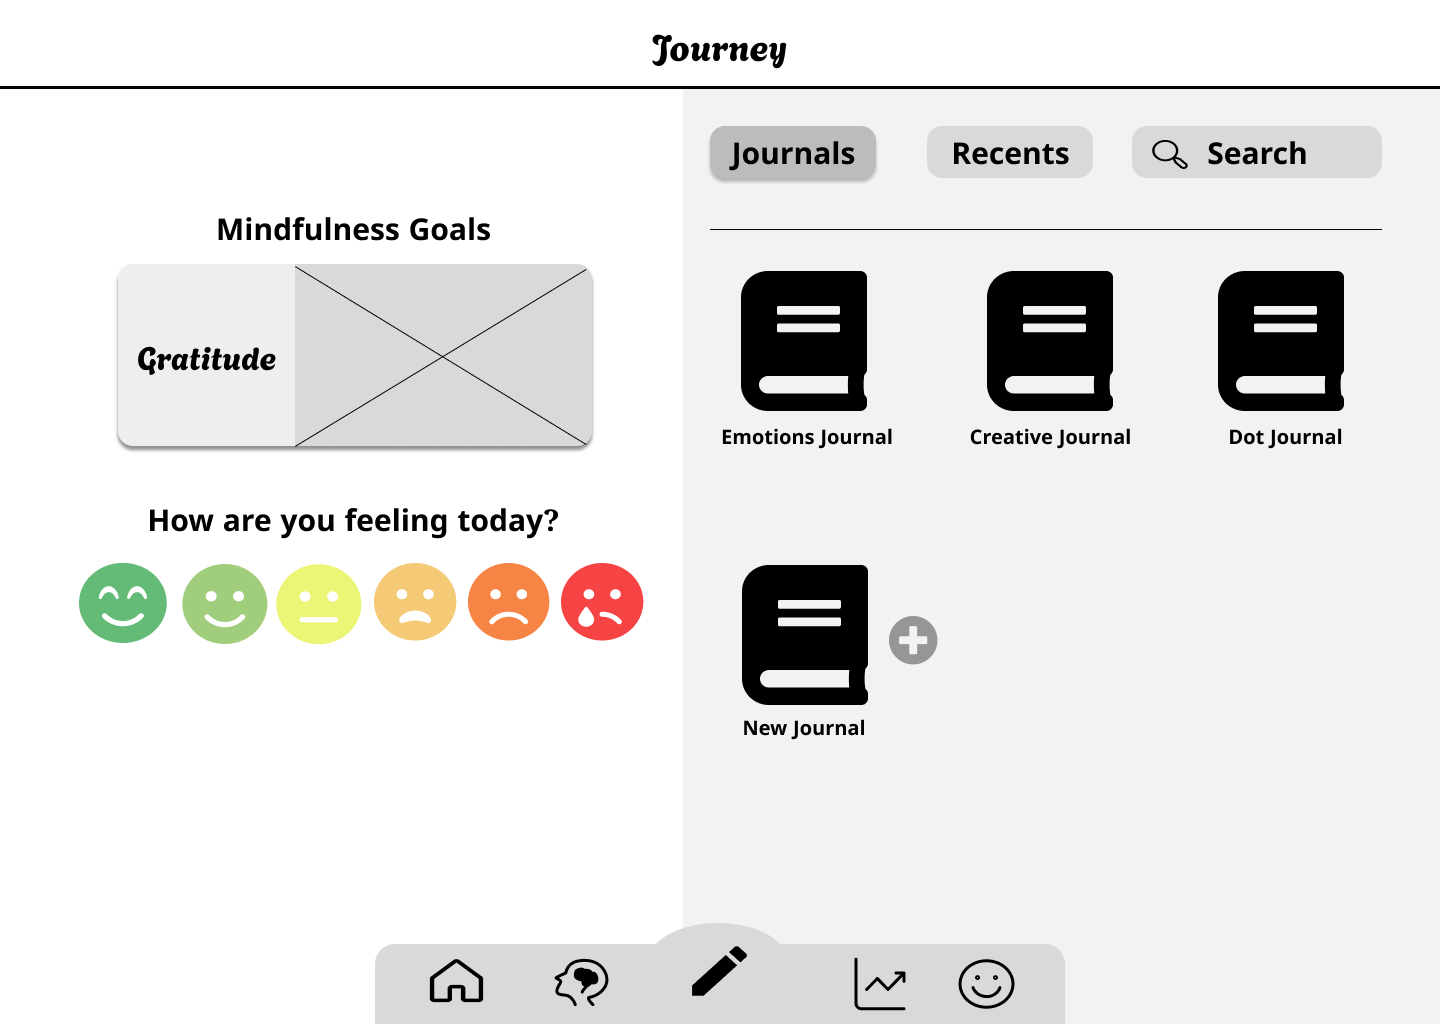 Journey
Mindfulness Goals
Gratitude
How are you feeling today?
Journals
Recents
Search
Emotions Journal
Creative Journal
Dot Journal
New Journal